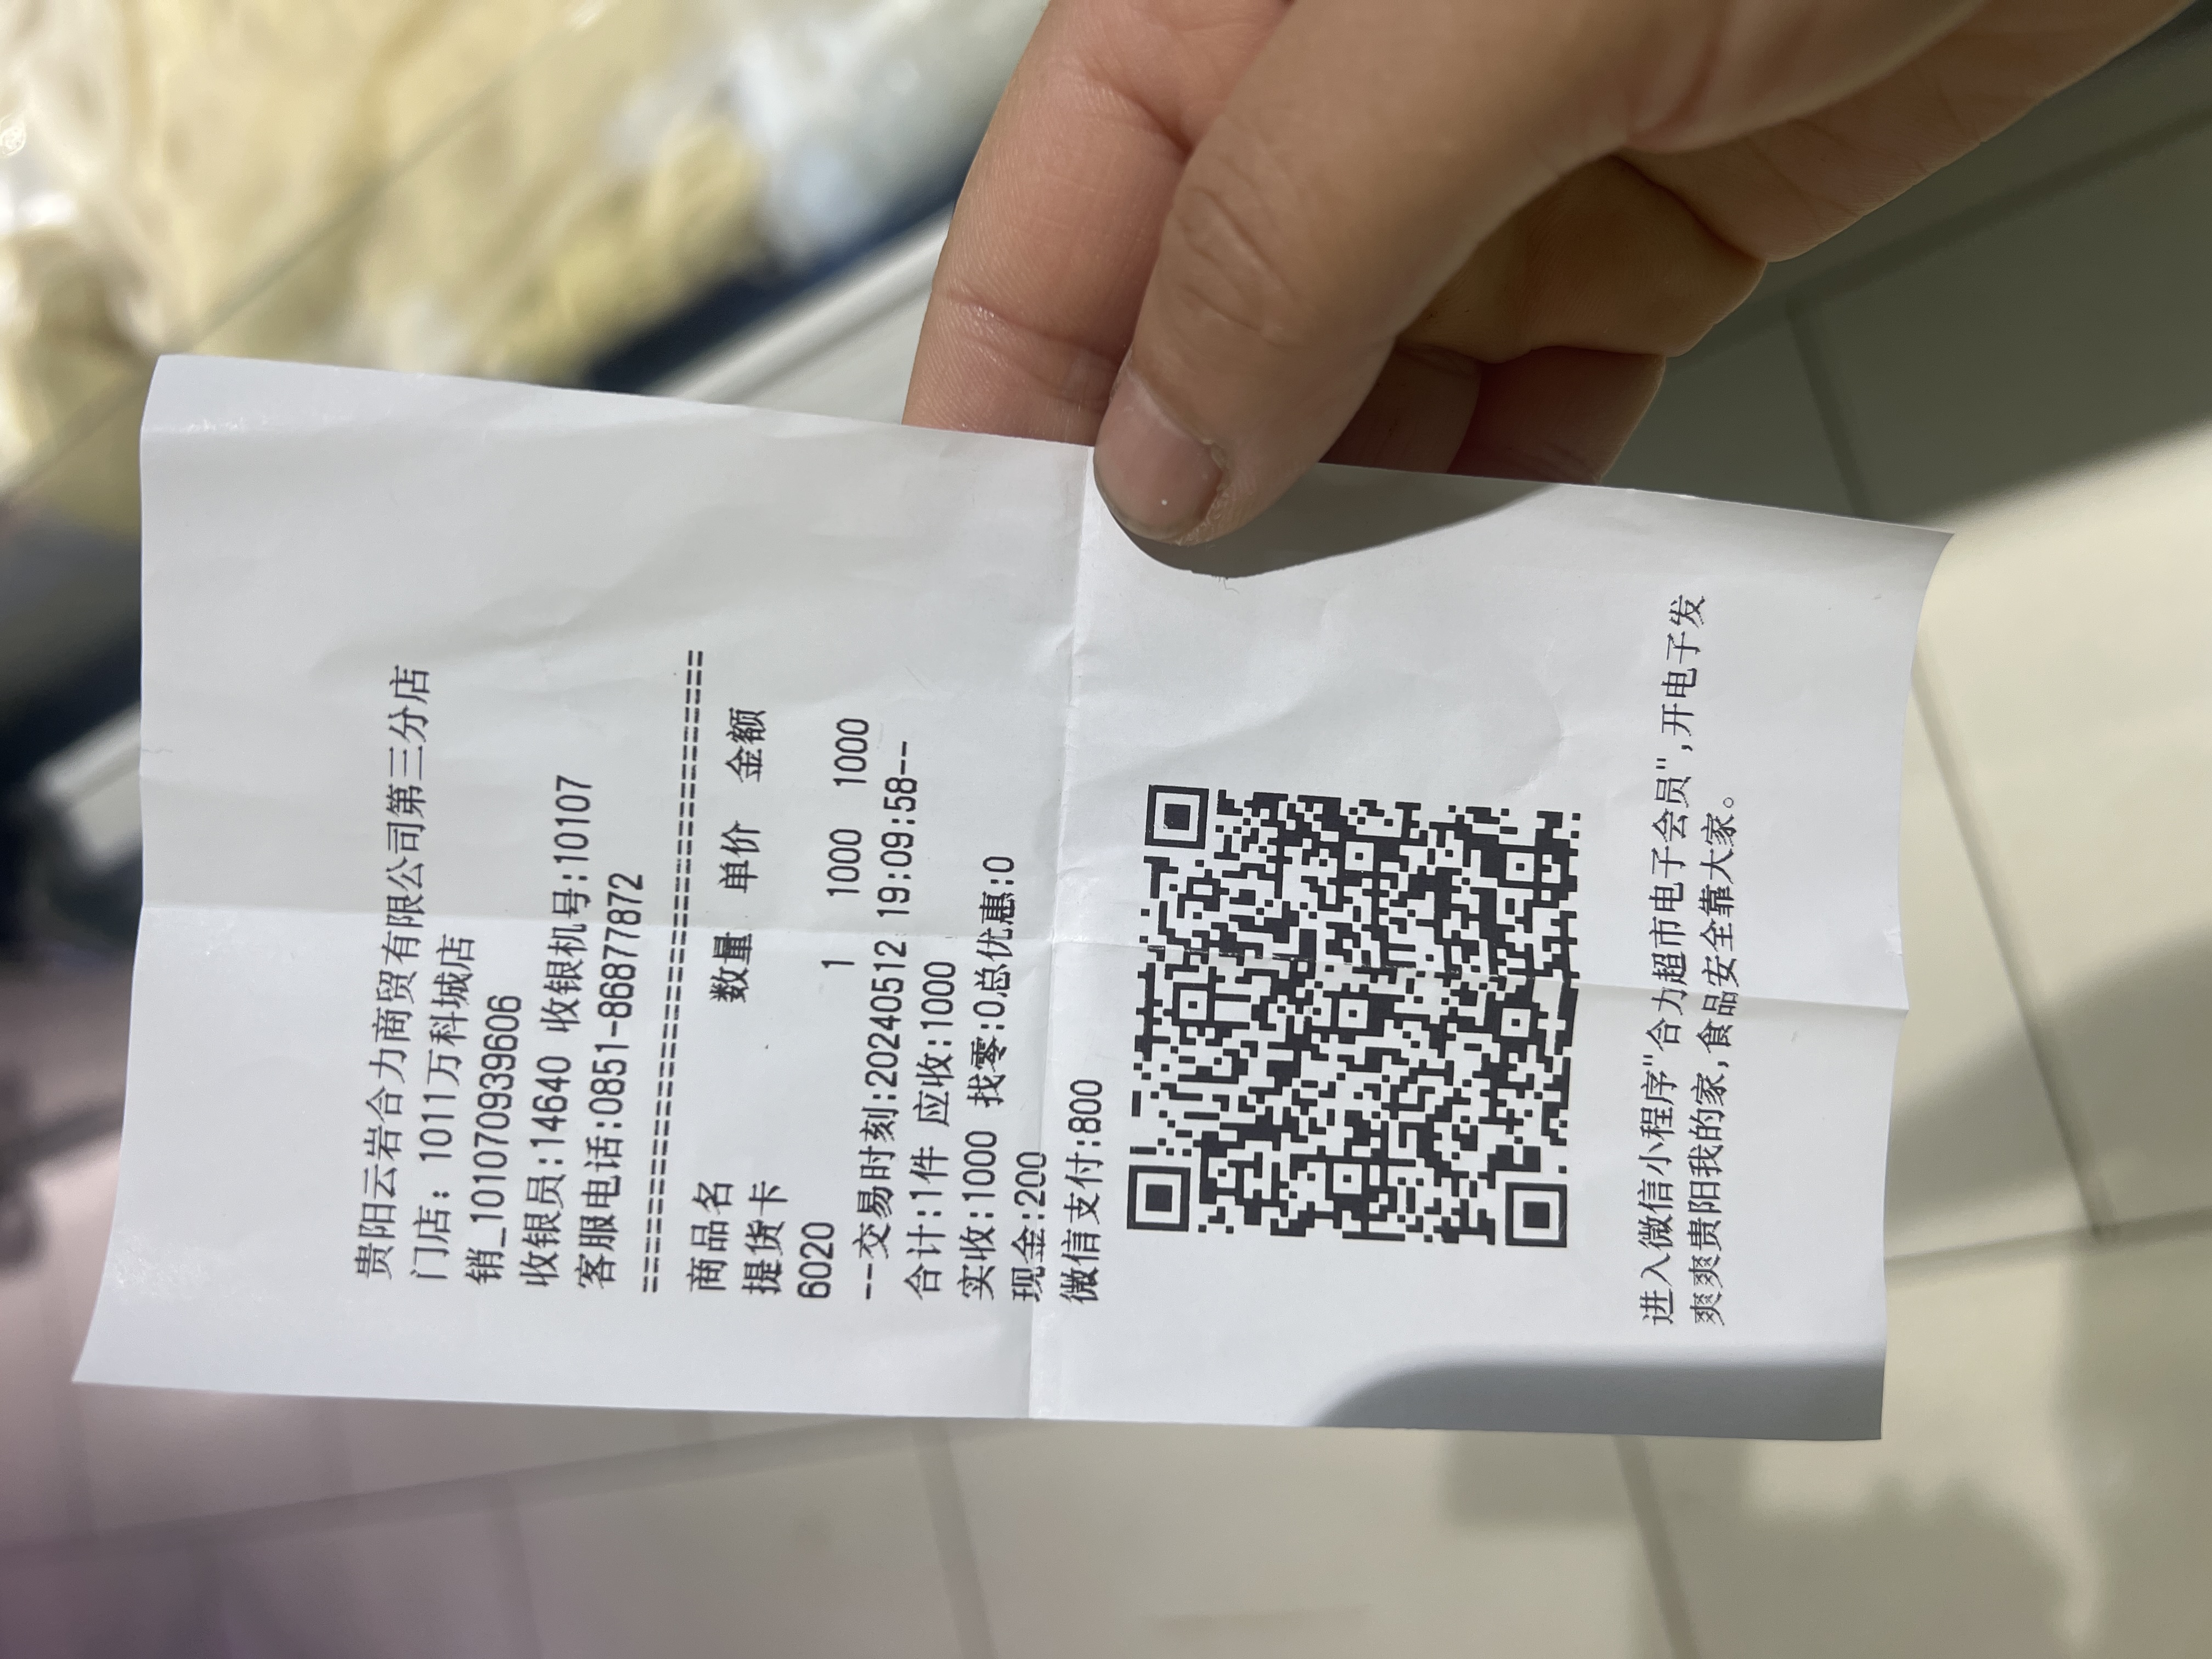 贵阳云岩合力商贸有限公司第三分店
门店: 1011万科城店
销_101070939606
收银员:14640 收银机号:10107
客服电话:0851-86877872
========================================
商品名 数量 单价 金额
提货卡
6020 1 1000 1000
--交易时刻:20240512 19:09:58--
合计:1件 应收:1000
实收:1000 找零:0总优惠:0
现金:200
微信支付:800
进入微信小程序"合力超市电子会员",开电子发
爽爽贵阳我的家,食品安全靠大家。